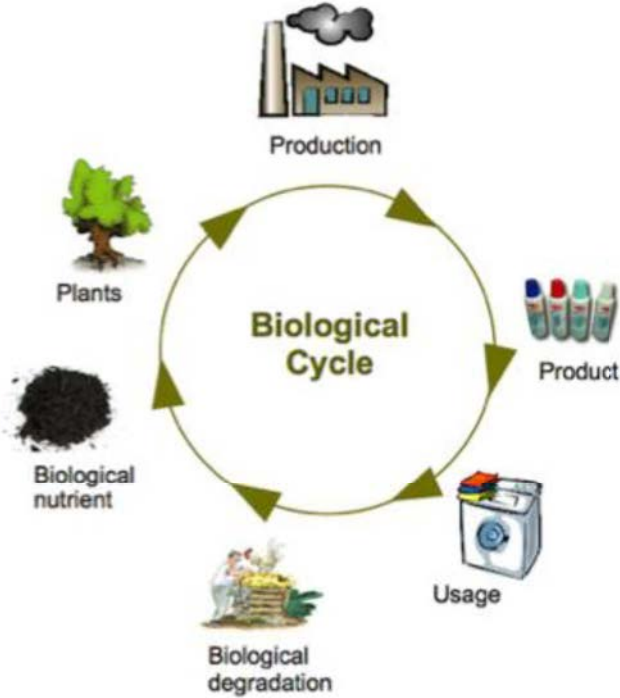 Production
Plants
Biological
Cycle
Product
Biological
nutrient
Usage
Biological
degradation